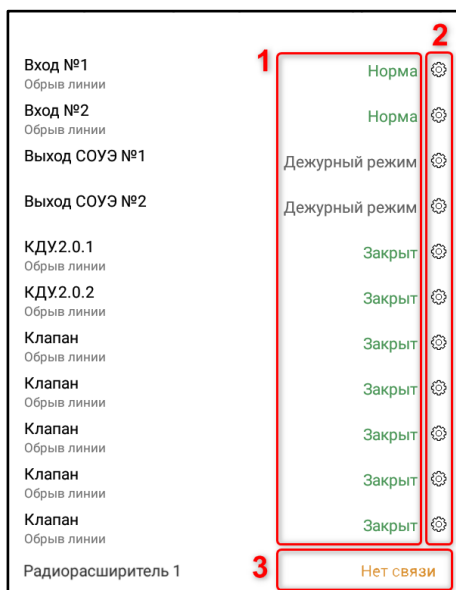 2
1
Вход №1 Норма
Обрыв линии
Вход №2 Норма
Обрыв линии
Выход СОУЭ №1 Дежурный режим
Выход СОУЭ №2 Дежурный режим
КДУ.2.0.1 Закрыт
Обрыв линии
КДУ.2.0.2 Закрыт
Обрыв линии
Клапан Закрыт
Обрыв линии
Клапан Закрыт
Обрыв линии
Клапан Закрыт
Обрыв линии
Клапан Закрыт
Обрыв линии
Клапан Закрыт
Обрыв линии
Радиорасширитель 1 3 Нет связи